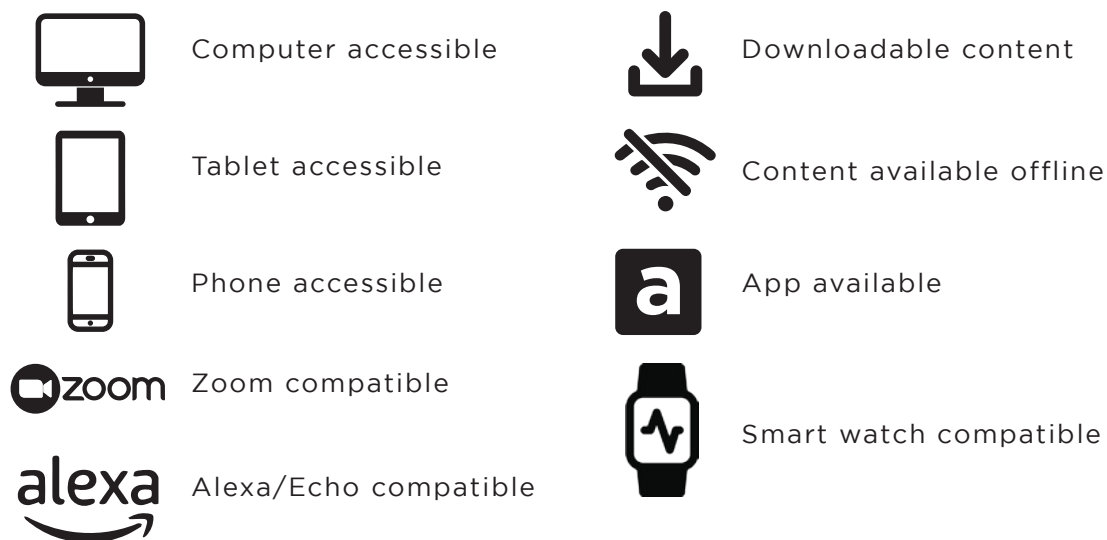 Computer accessible
Tablet accessible
Phone accessible
zoom
Zoom compatible
alexa
Alexa/Echo compatible
Downloadable content
Content available offline
a
App available
Smart watch compatible